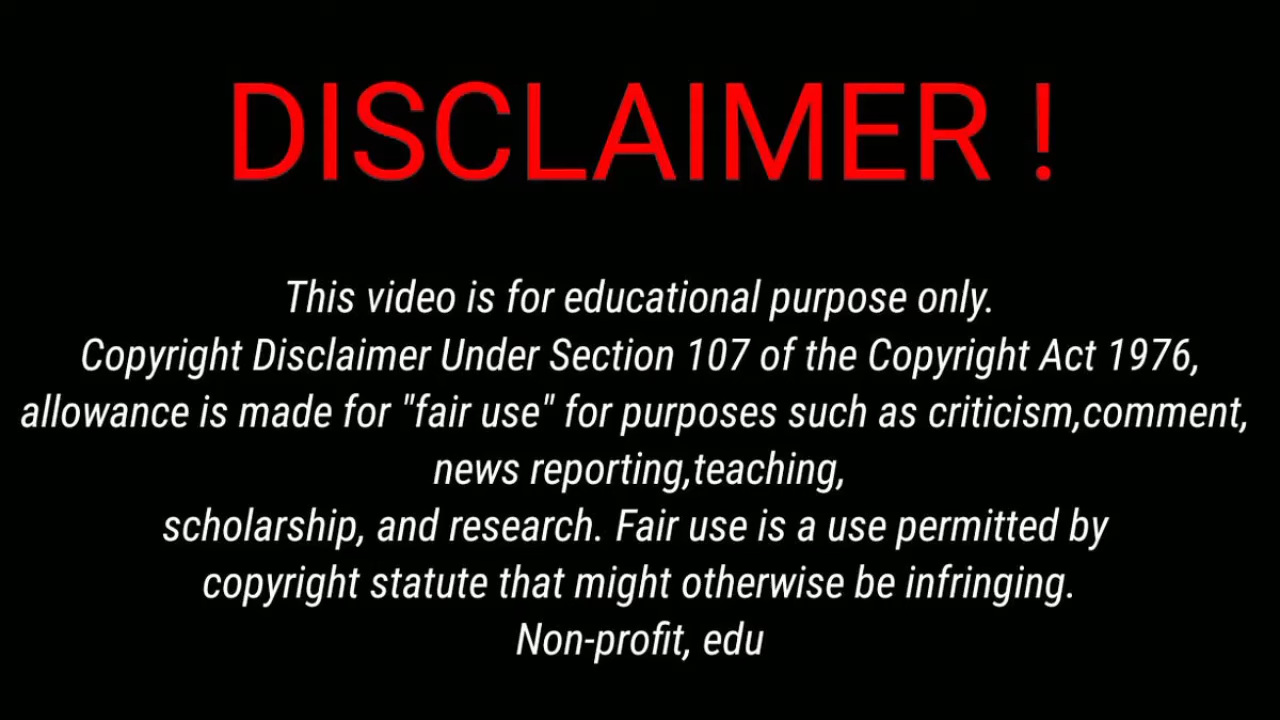 DISCLAIMER !
This video is for educational purpose only.
Copyright Disclaimer Under Section 107 of the Copyright Act 1976,
allowance is made for "fair use" for purposes such as criticism,comment,
news reporting,teaching,
scholarship, and research. Fair use is a use permitted by
copyright statute that might otherwise be infringing.
Non-profit, edu